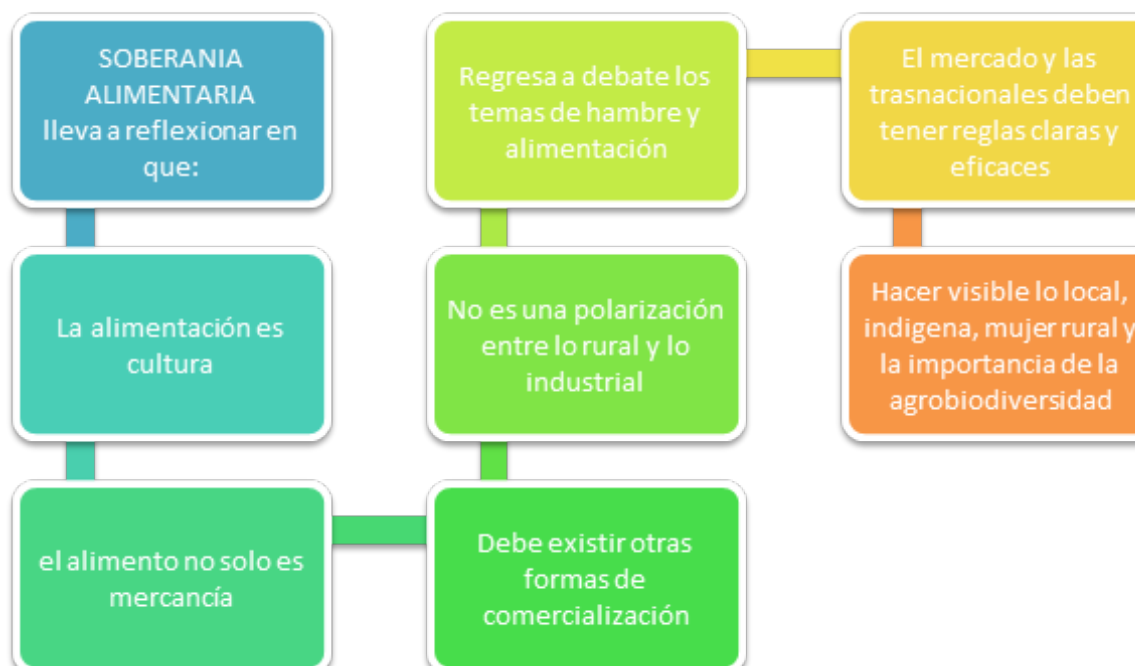 SOBERANIA
ALIMENTARIA
lleva a reflexionar en
que:
La alimentación es
cultura
el alimento no solo es
mercancía
Debe existir otras
formas de
comercialización
No es una polarización
entre lo rural y lo
industrial
Regresa a debate los
temas de hambre y
alimentación
El mercado y las
trasnacionales deben
tener reglas claras y
eficaces
Hacer visible lo local,
indigena, mujer rural y
la importancia de la
agrobiodiversidad